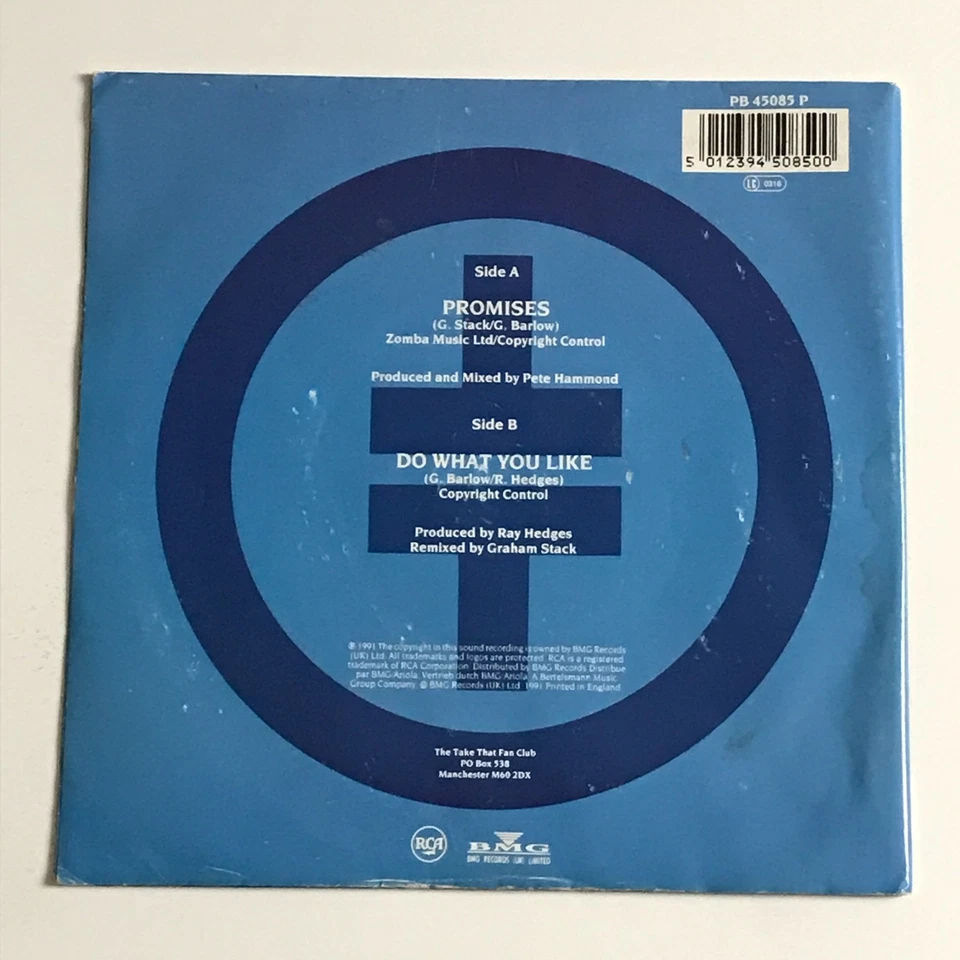 PB 45085 P
5 012394 508500
LC 0316
Side A
PROMISES
(G. Stack/G. Barlow)
Zomba Music Ltd/Copyright Control
Produced and Mixed by Pete Hammond
Side B
DO WHAT YOU LIKE
(G. Barlow/R. Hedges)
Copyright Control
Produced by Ray Hedges
Remixed by Graham Stack
℗ 1991 The copyright in this sound recording is owned by BMG Records
(UK) Ltd. All trademarks and logos are protected. RCA is a registered
trademark of RCA Corporation. Distributed by BMG Records Distribue
par BMG/Ariola. Vertrieb durch BMG Ariola. A Bertelsmann Music
Group Company. © BMG Records (UK) Ltd. 1991 Printed in England
The Take That Fan Club
PO Box 538
Manchester M60 2DX
RCA
BMG
BMG RECORDS (UK) LIMITED